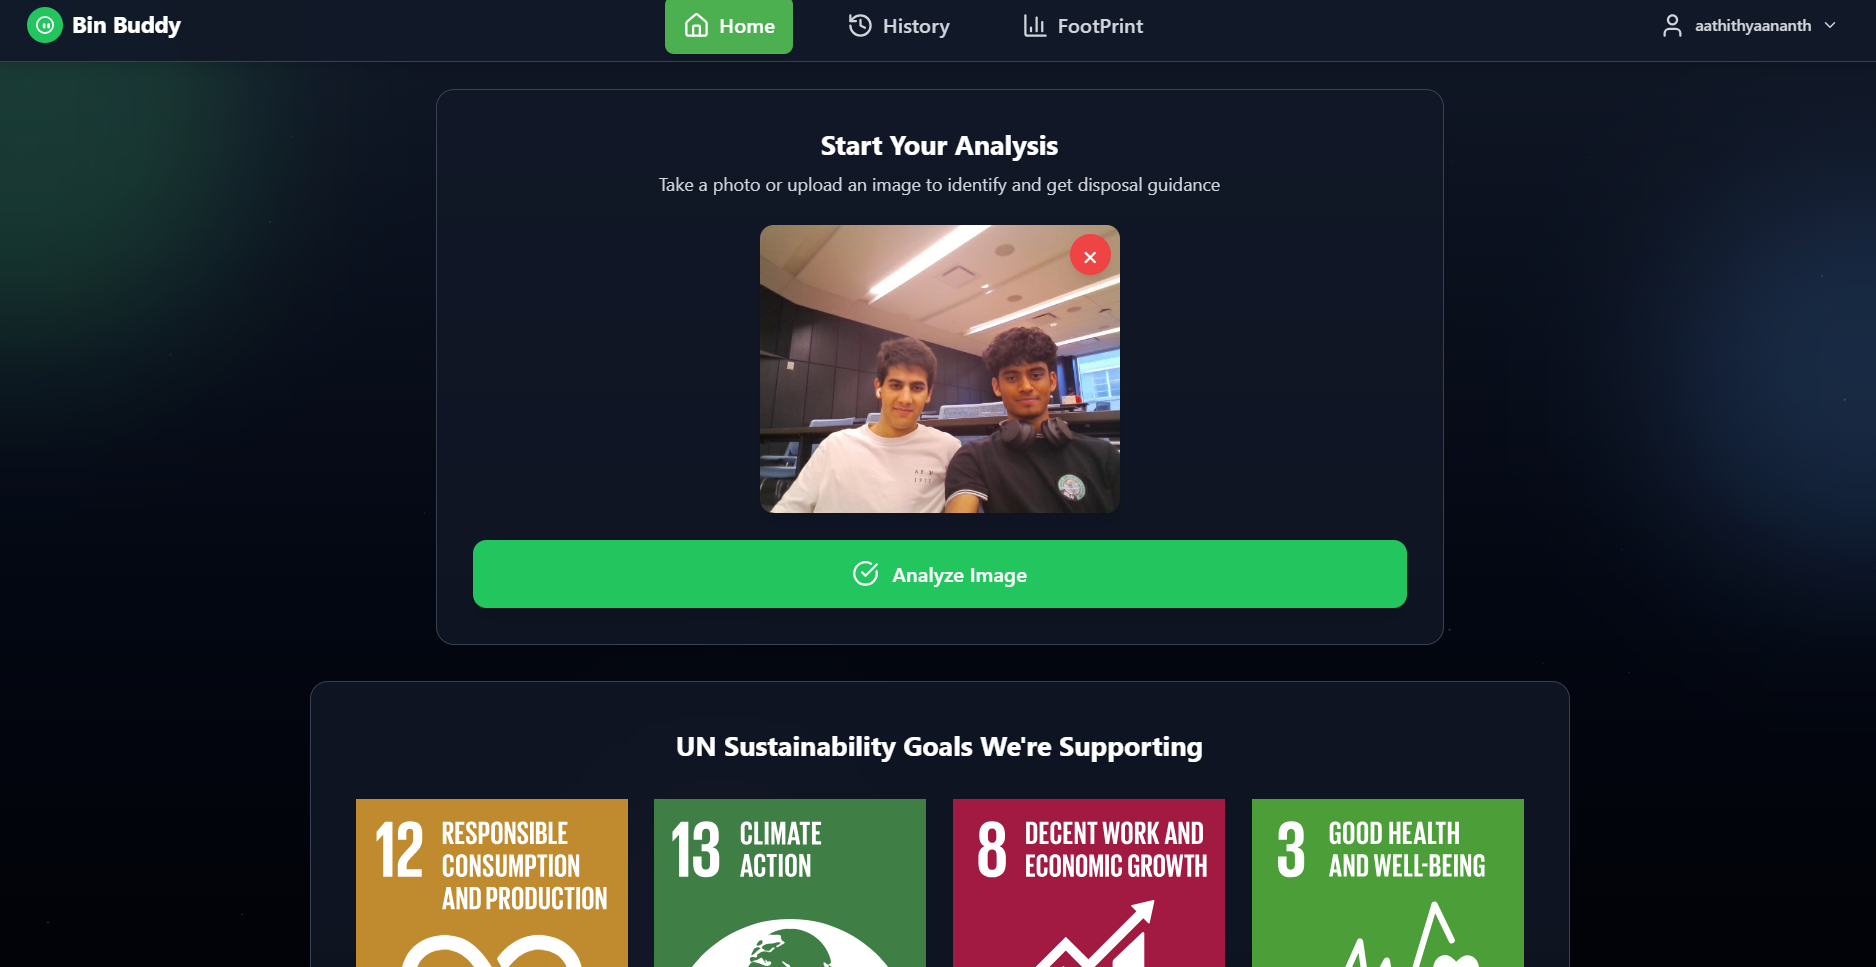 Bin Buddy
Home
History
FootPrint
aathithyaananth
Start Your Analysis
Take a photo or upload an image to identify and get disposal guidance
Analyze Image
UN Sustainability Goals We're Supporting
12 RESPONSIBLE
CONSUMPTION
AND PRODUCTION
13 CLIMATE
ACTION
8 DECENT WORK AND
ECONOMIC GROWTH
3 GOOD HEALTH
AND WELL-BEING